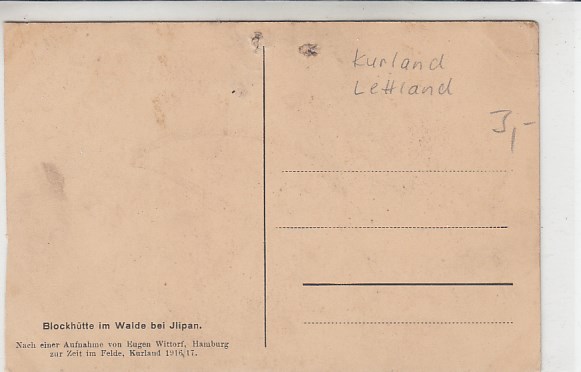 Kurland
Lettland
3,-
Blockhütte im Walde bei Jlipan.
Nach einer Aufnahme von Eugen Wittorf, Hamburg
zur Zeit im Felde, Kurland 1916/17.